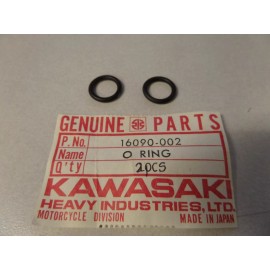 GENUINE PARTS
P. No. 16090-002
Name O RING
Q'ty 2PCS
KAWASAKI
HEAVY INDUSTRIES, LTD.
MOTORCYCLE DIVISION MADE IN JAPAN